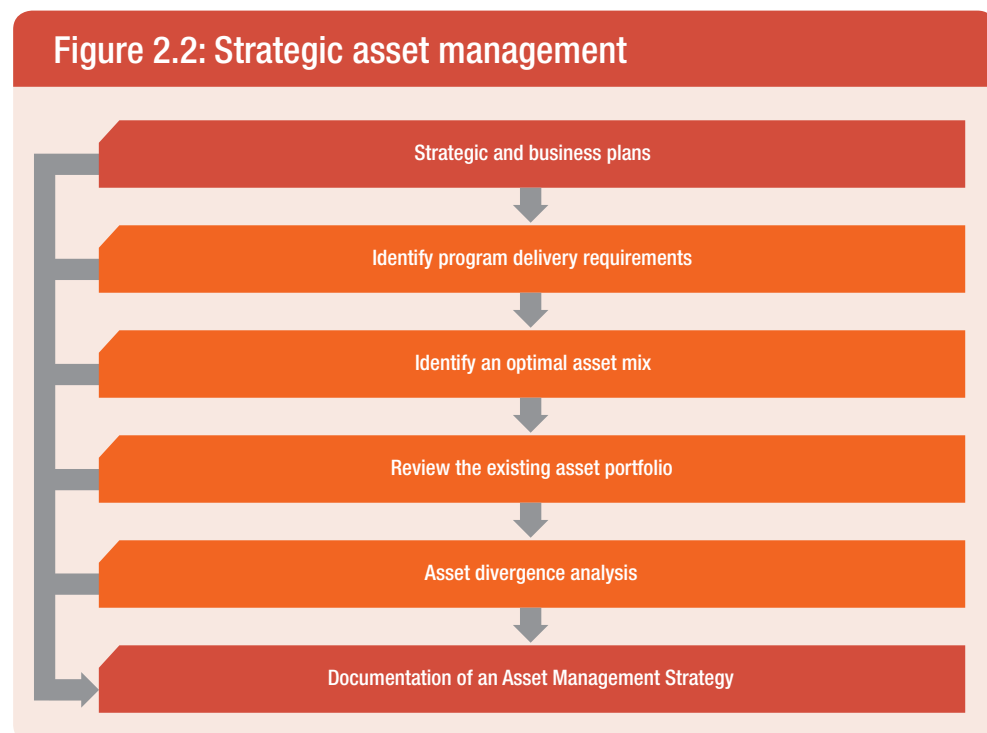 Figure 2.2: Strategic asset management
Strategic and business plans
Identify program delivery requirements
Identify an optimal asset mix
Review the existing asset portfolio
Asset divergence analysis
Documentation of an Asset Management Strategy